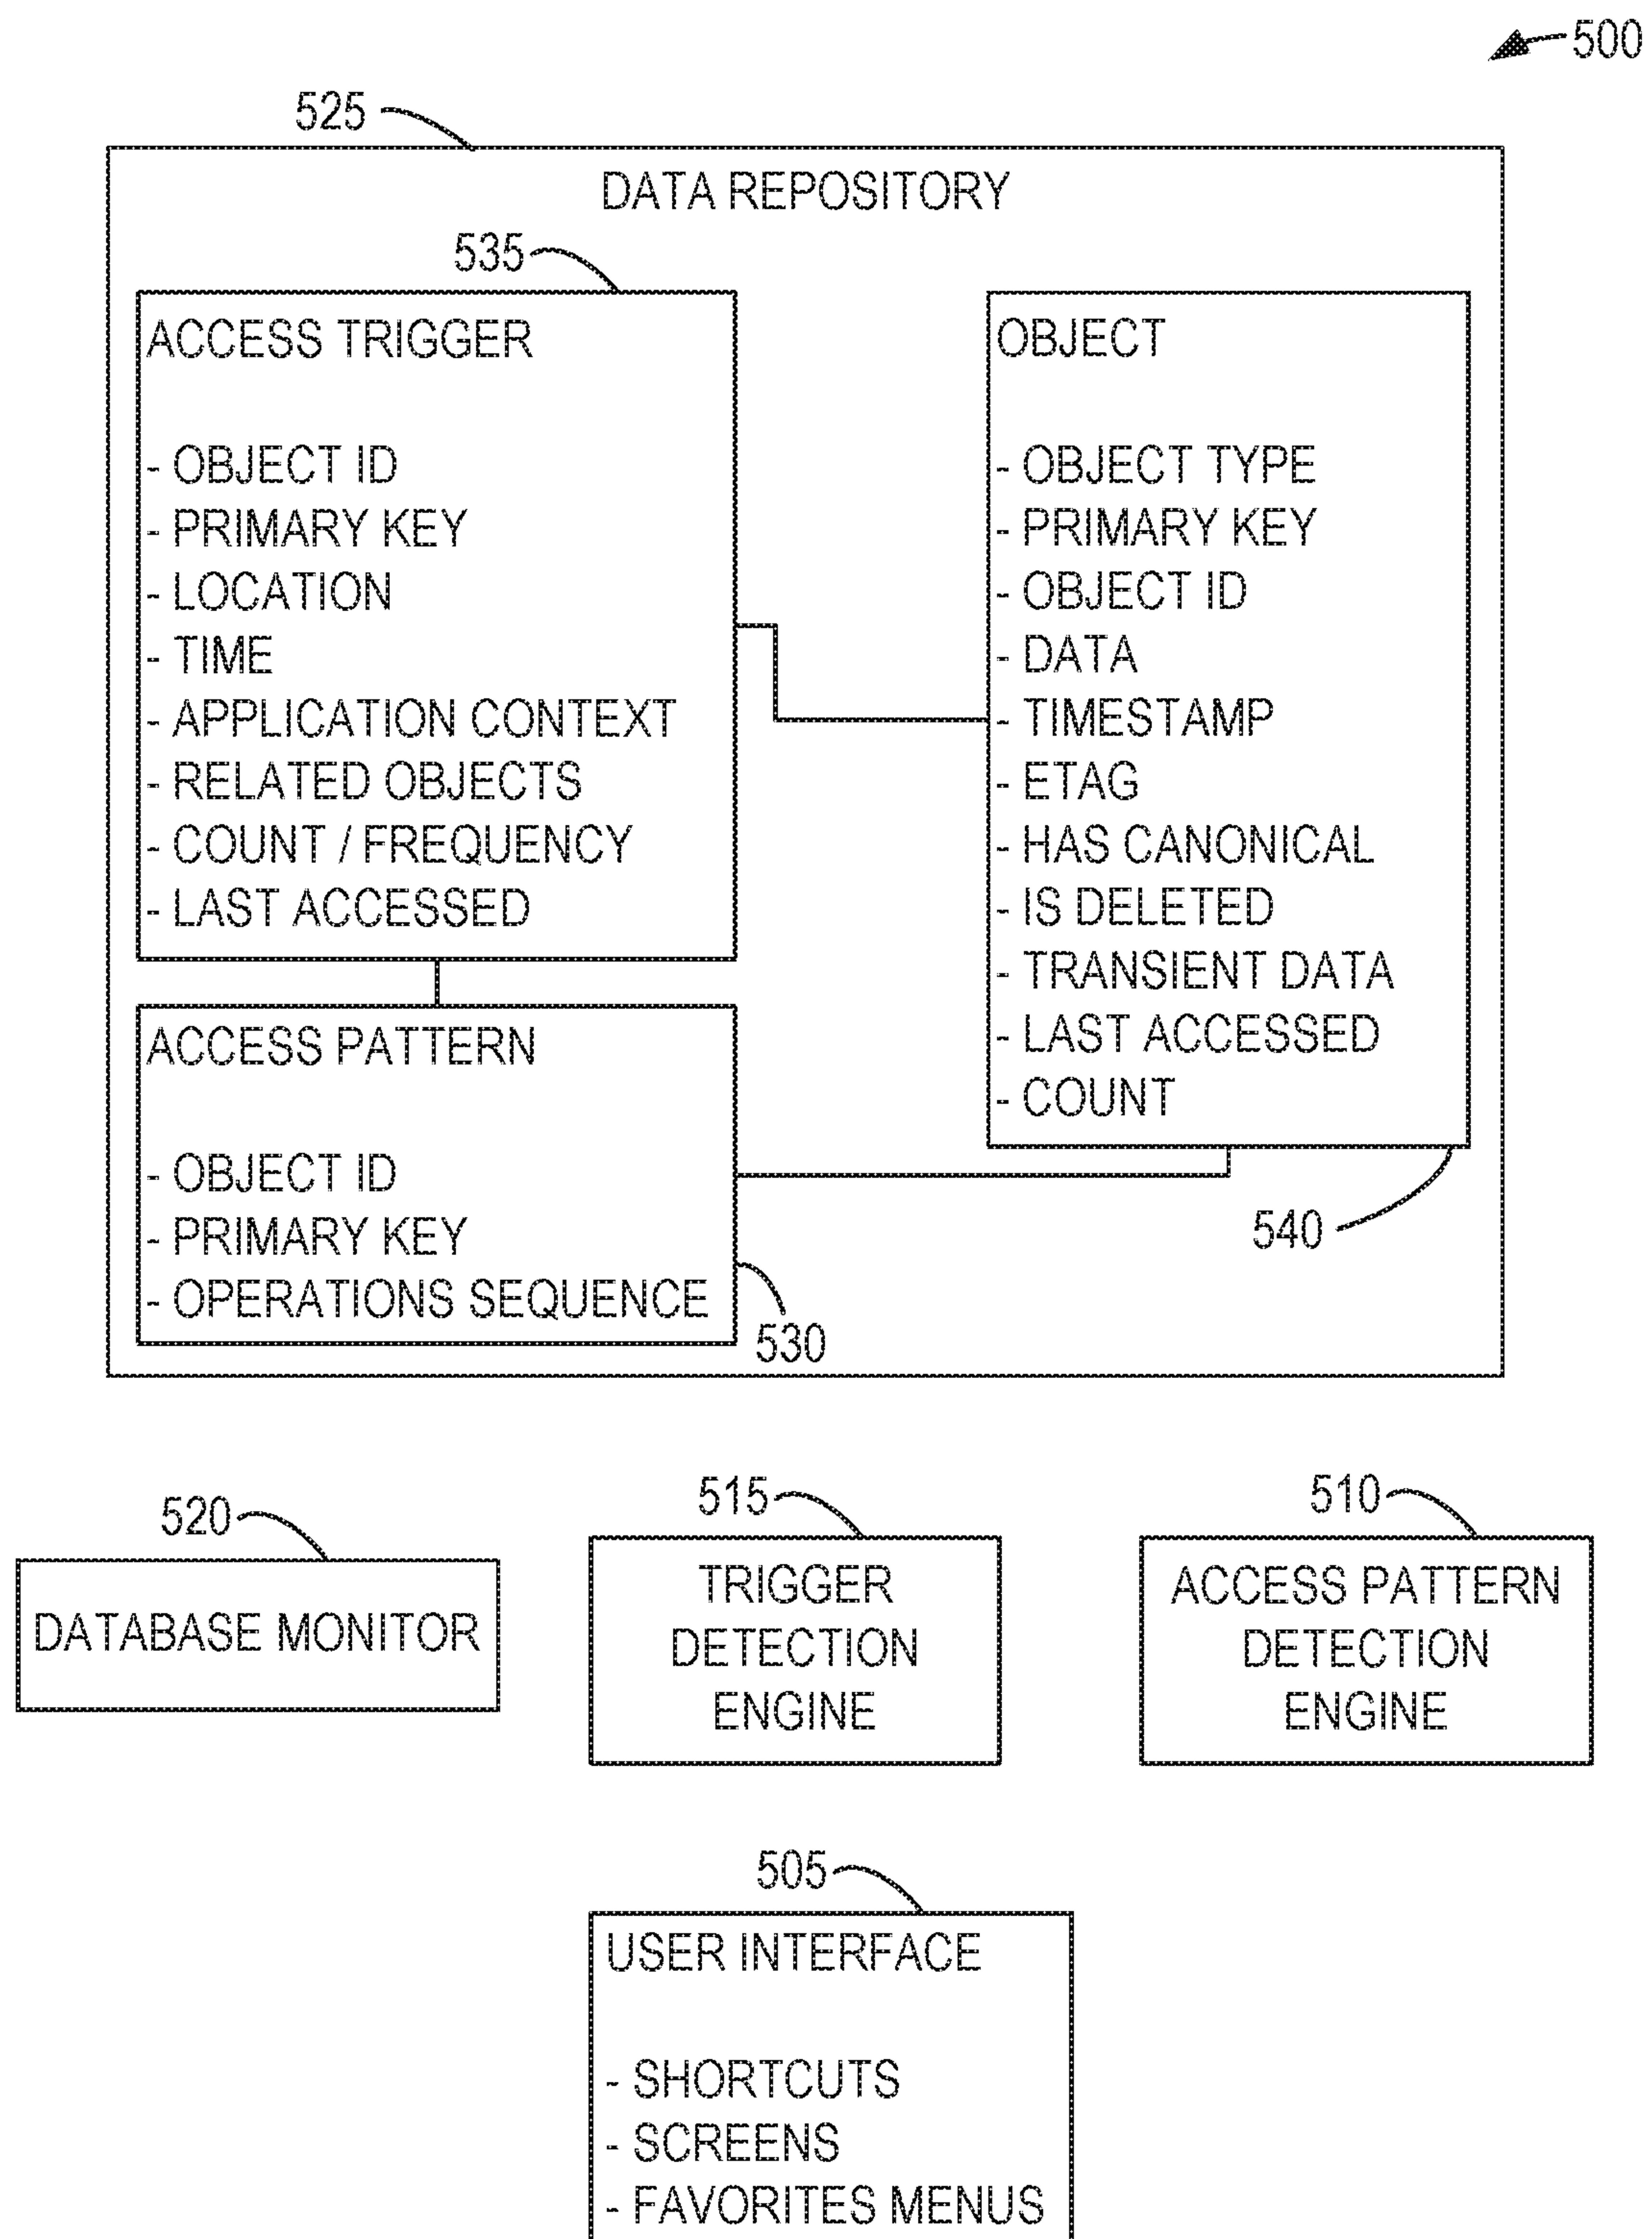 500
525
DATA REPOSITORY
535
ACCESS TRIGGER
- OBJECT ID
- PRIMARY KEY
- LOCATION
- TIME
- APPLICATION CONTEXT
- RELATED OBJECTS
- COUNT / FREQUENCY
- LAST ACCESSED
OBJECT
- OBJECT TYPE
- PRIMARY KEY
- OBJECT ID
- DATA
- TIMESTAMP
- ETAG
- HAS CANONICAL
- IS DELETED
- TRANSIENT DATA
- LAST ACCESSED
- COUNT
540
ACCESS PATTERN
- OBJECT ID
- PRIMARY KEY
- OPERATIONS SEQUENCE
530
520
DATABASE MONITOR
515
TRIGGER
DETECTION
ENGINE
510
ACCESS PATTERN
DETECTION
ENGINE
505
USER INTERFACE
- SHORTCUTS
- SCREENS
- FAVORITES MENUS